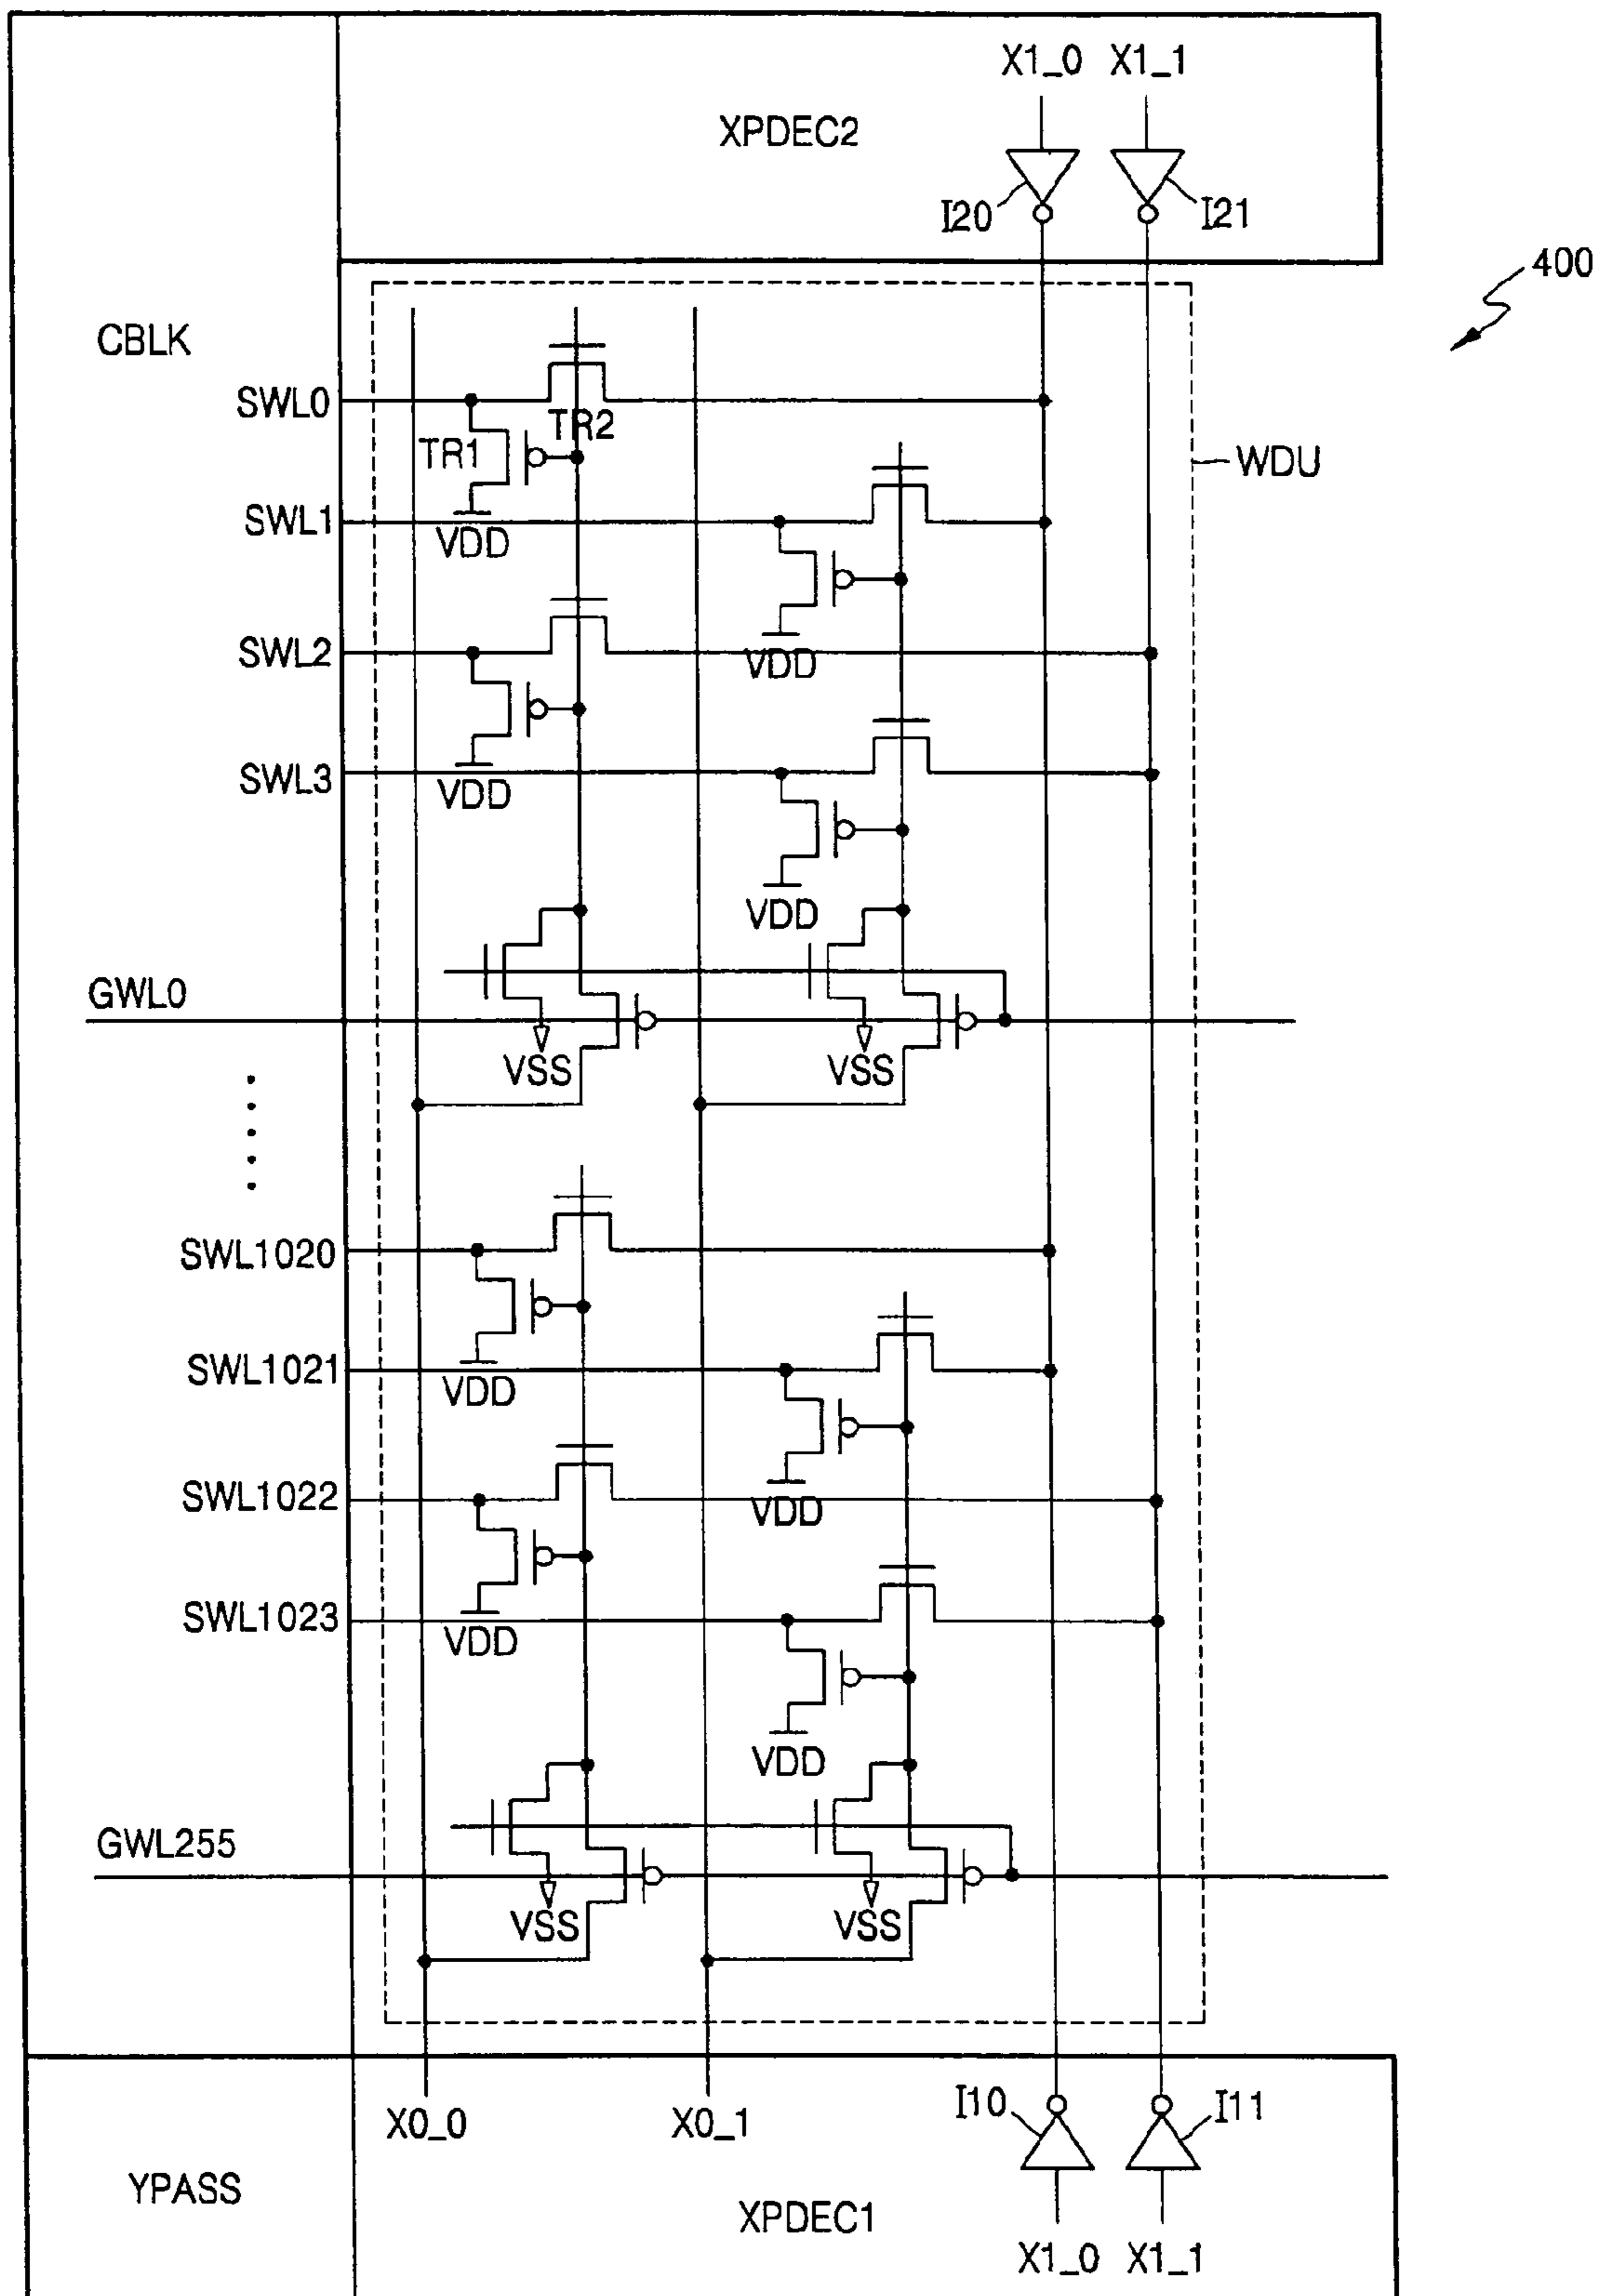 X1_0 X1_1
XPDEC2
I20 I21
400
CBLK
SWL0
TR2
TR1
WDU
SWL1
VDD
SWL2
VDD
SWL3
VDD
VDD
GWL0
VSS VSS
SWL1020
SWL1021
VDD
SWL1022
VDD
SWL1023
VDD
VDD
GWL255
VSS VSS
I10 I11
X0_0 X0_1
YPASS
XPDEC1
X1_0 X1_1